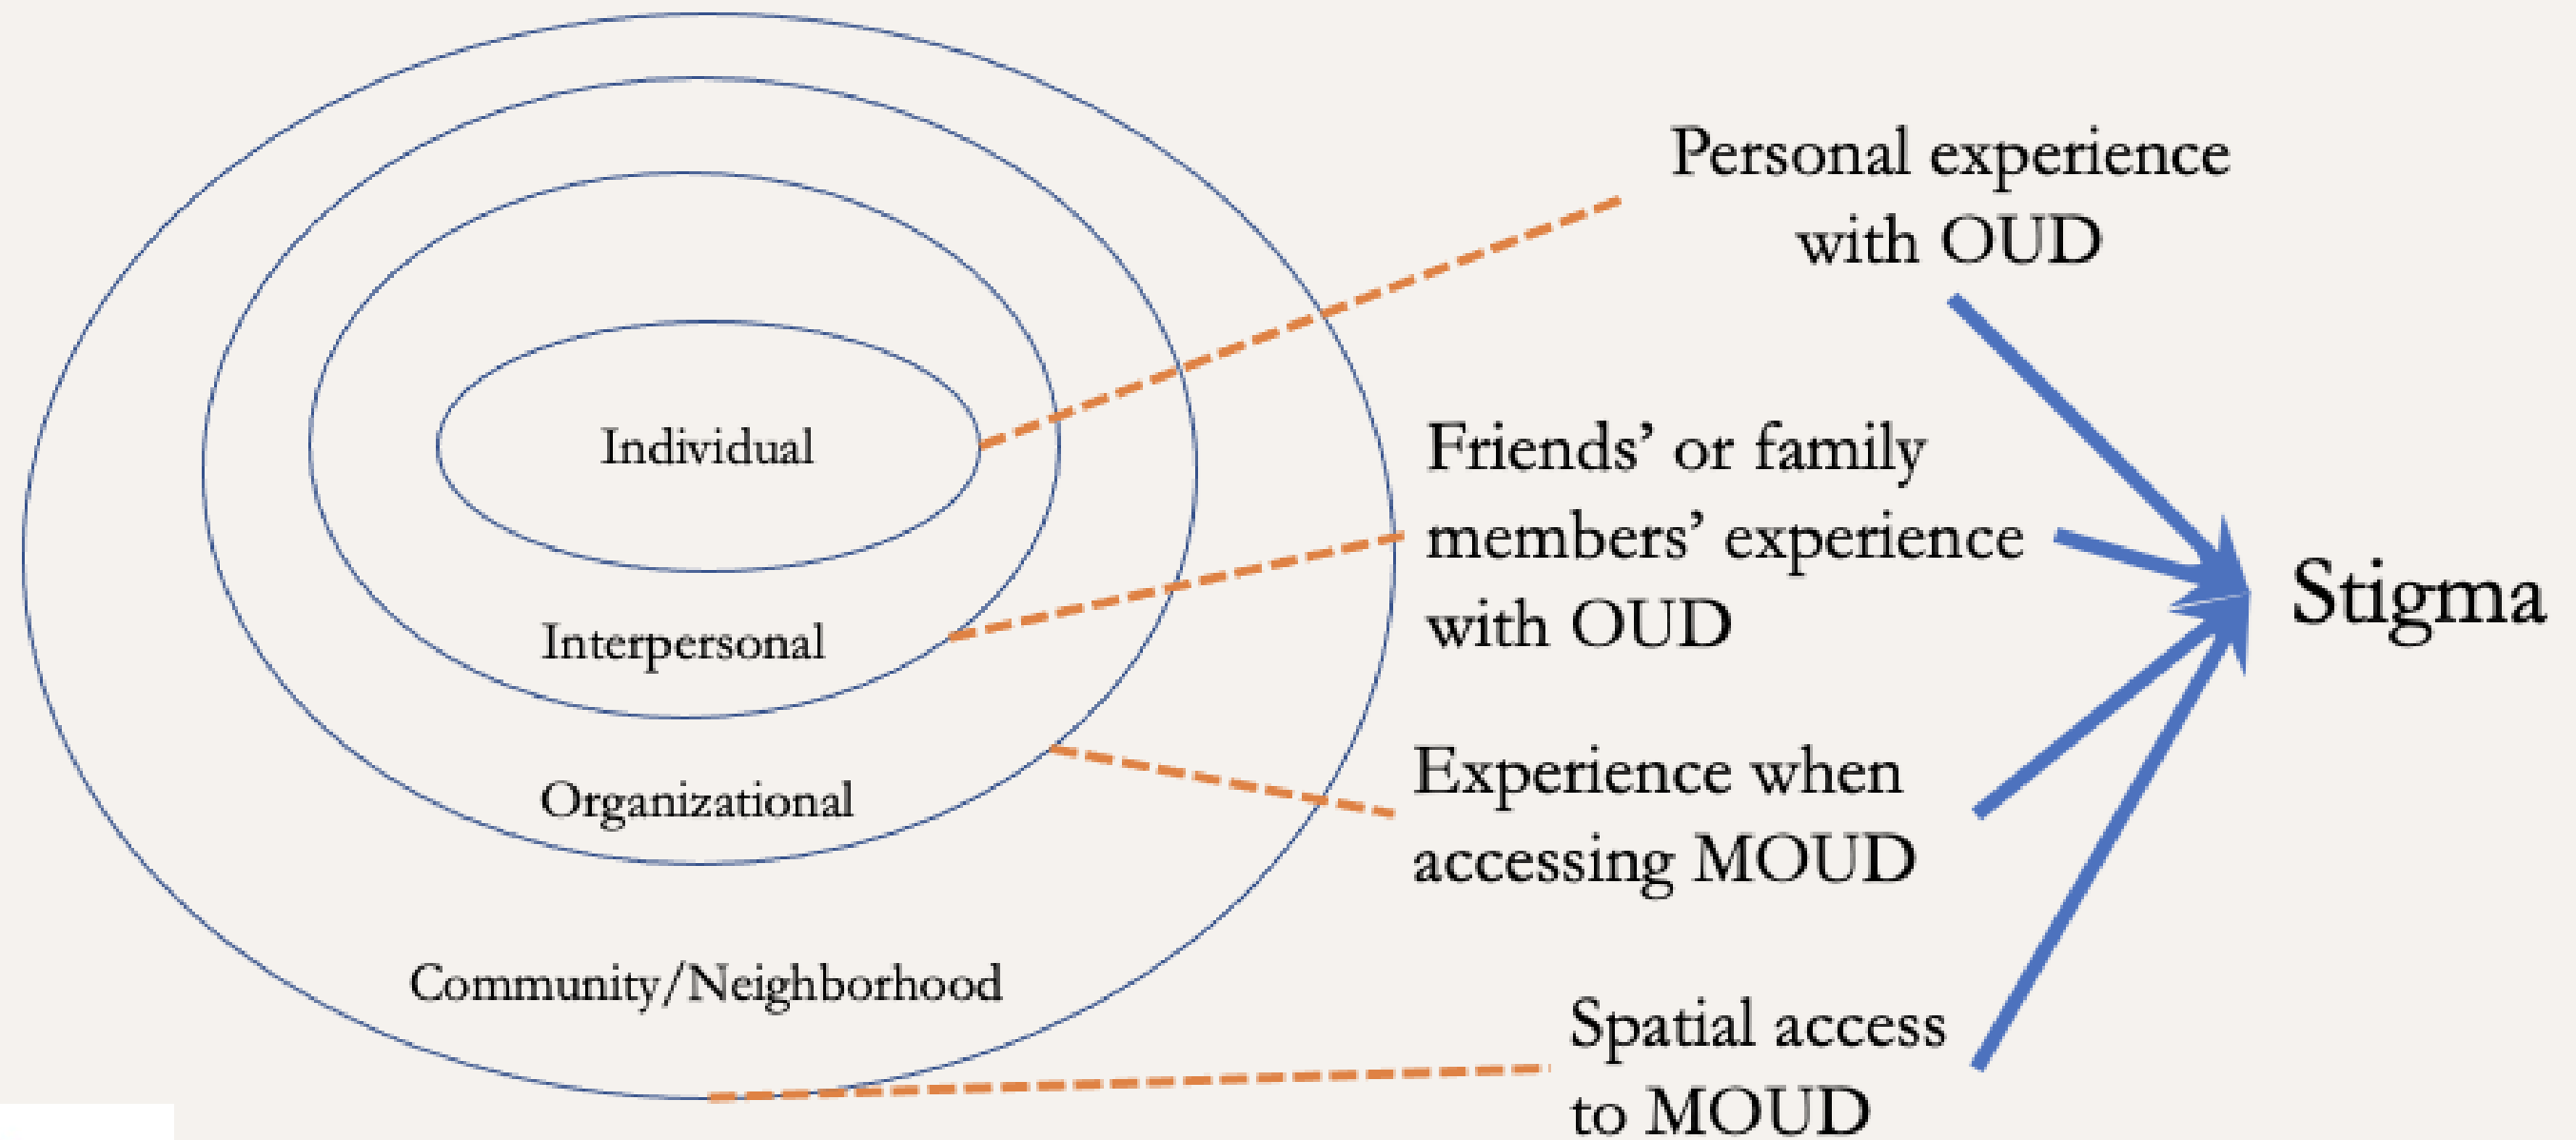 Individual
Interpersonal
Organizational
Community/Neighborhood
Personal experience
with OUD
Friends’ or family
members’ experience
with OUD
Experience when
accessing MOUD
Spatial access
to MOUD
Stigma